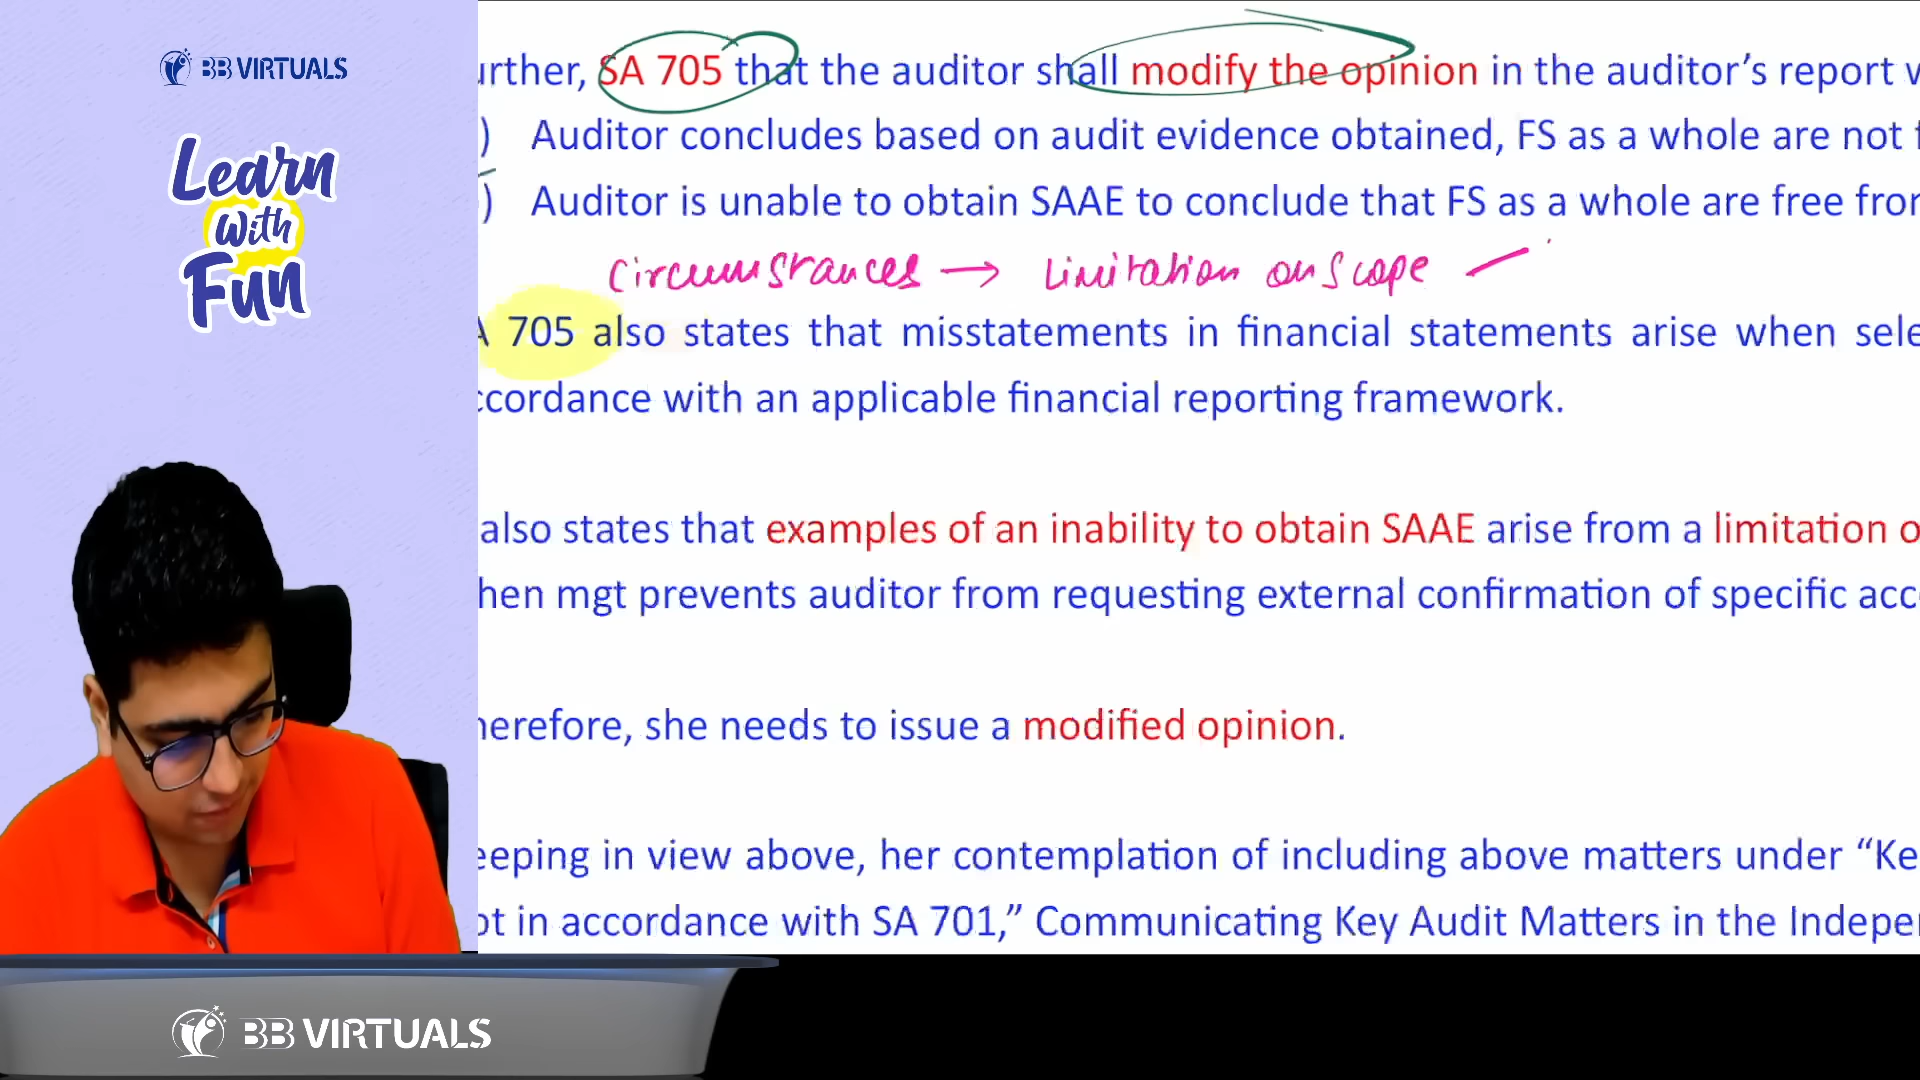 BB VIRTUALS
Learn
With
Fun
urther, SA 705 that the auditor shall modify the opinion in the auditor’s report
) Auditor concludes based on audit evidence obtained, FS as a whole are not
) Auditor is unable to obtain SAAE to conclude that FS as a whole are free fro
Circumstances → Limitation on Scope
A 705 also states that misstatements in financial statements arise when sele
ccordance with an applicable financial reporting framework.
also states that examples of an inability to obtain SAAE arise from a limitation o
hen mgt prevents auditor from requesting external confirmation of specific acc
herefore, she needs to issue a modified opinion.
eeping in view above, her contemplation of including above matters under “Ke
ot in accordance with SA 701,” Communicating Key Audit Matters in the Indepe
BB VIRTUALS